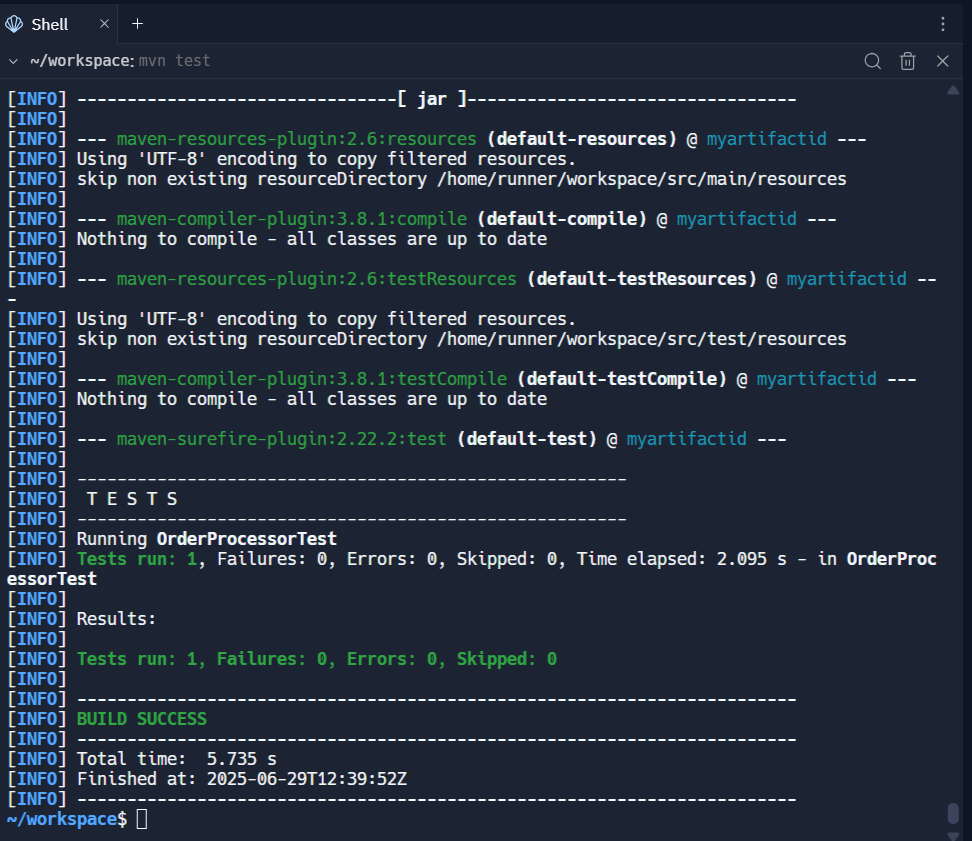 Shell
~/workspace: mvn test
[INFO] --------------------------------[ jar ]---------------------------------
[INFO]
[INFO] --- maven-resources-plugin:2.6:resources (default-resources) @ myartifactid ---
[INFO] Using 'UTF-8' encoding to copy filtered resources.
[INFO] skip non existing resourceDirectory /home/runner/workspace/src/main/resources
[INFO]
[INFO] --- maven-compiler-plugin:3.8.1:compile (default-compile) @ myartifactid ---
[INFO] Nothing to compile - all classes are up to date
[INFO]
[INFO] --- maven-resources-plugin:2.6:testResources (default-testResources) @ myartifactid --
-
[INFO] Using 'UTF-8' encoding to copy filtered resources.
[INFO] skip non existing resourceDirectory /home/runner/workspace/src/test/resources
[INFO]
[INFO] --- maven-compiler-plugin:3.8.1:testCompile (default-testCompile) @ myartifactid ---
[INFO] Nothing to compile - all classes are up to date
[INFO]
[INFO] --- maven-surefire-plugin:2.22.2:test (default-test) @ myartifactid ---
[INFO]
[INFO] -------------------------------------------------------
[INFO]  T E S T S
[INFO] -------------------------------------------------------
[INFO] Running OrderProcessorTest
[INFO] Tests run: 1, Failures: 0, Errors: 0, Skipped: 0, Time elapsed: 2.095 s - in OrderProc
essorTest
[INFO]
[INFO] Results:
[INFO]
[INFO] Tests run: 1, Failures: 0, Errors: 0, Skipped: 0
[INFO]
[INFO] ------------------------------------------------------------------------
[INFO] BUILD SUCCESS
[INFO] ------------------------------------------------------------------------
[INFO] Total time:  5.735 s
[INFO] Finished at: 2025-06-29T12:39:52Z
[INFO] ------------------------------------------------------------------------
~/workspace$